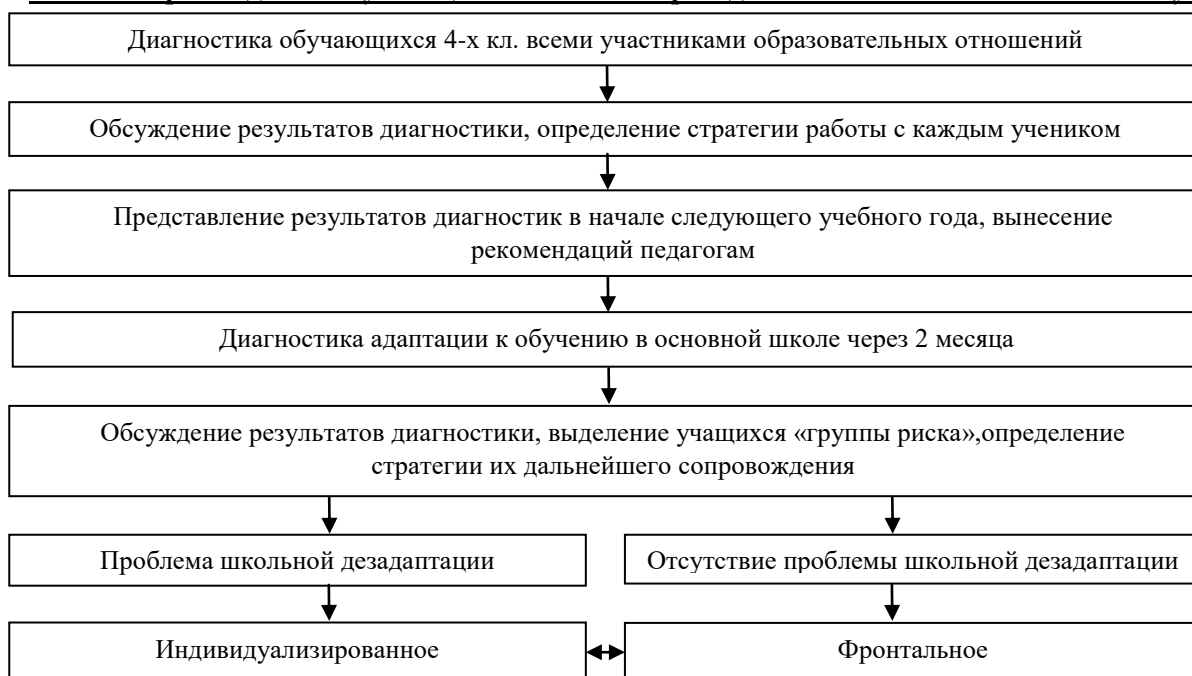 Диагностика обучающихся 4-х кл. всеми участниками образовательных отношений
Обсуждение результатов диагностики, определение стратегии работы с каждым учеником
Представление результатов диагностик в начале следующего учебного года, вынесение
рекомендаций педагогам
Диагностика адаптации к обучению в основной школе через 2 месяца
Обсуждение результатов диагностики, выделение учащихся «группы риска»,определение
стратегии их дальнейшего сопровождения
Проблема школьной дезадаптации
Отсутствие проблемы школьной дезадаптации
Индивидуализированное
Фронтальное